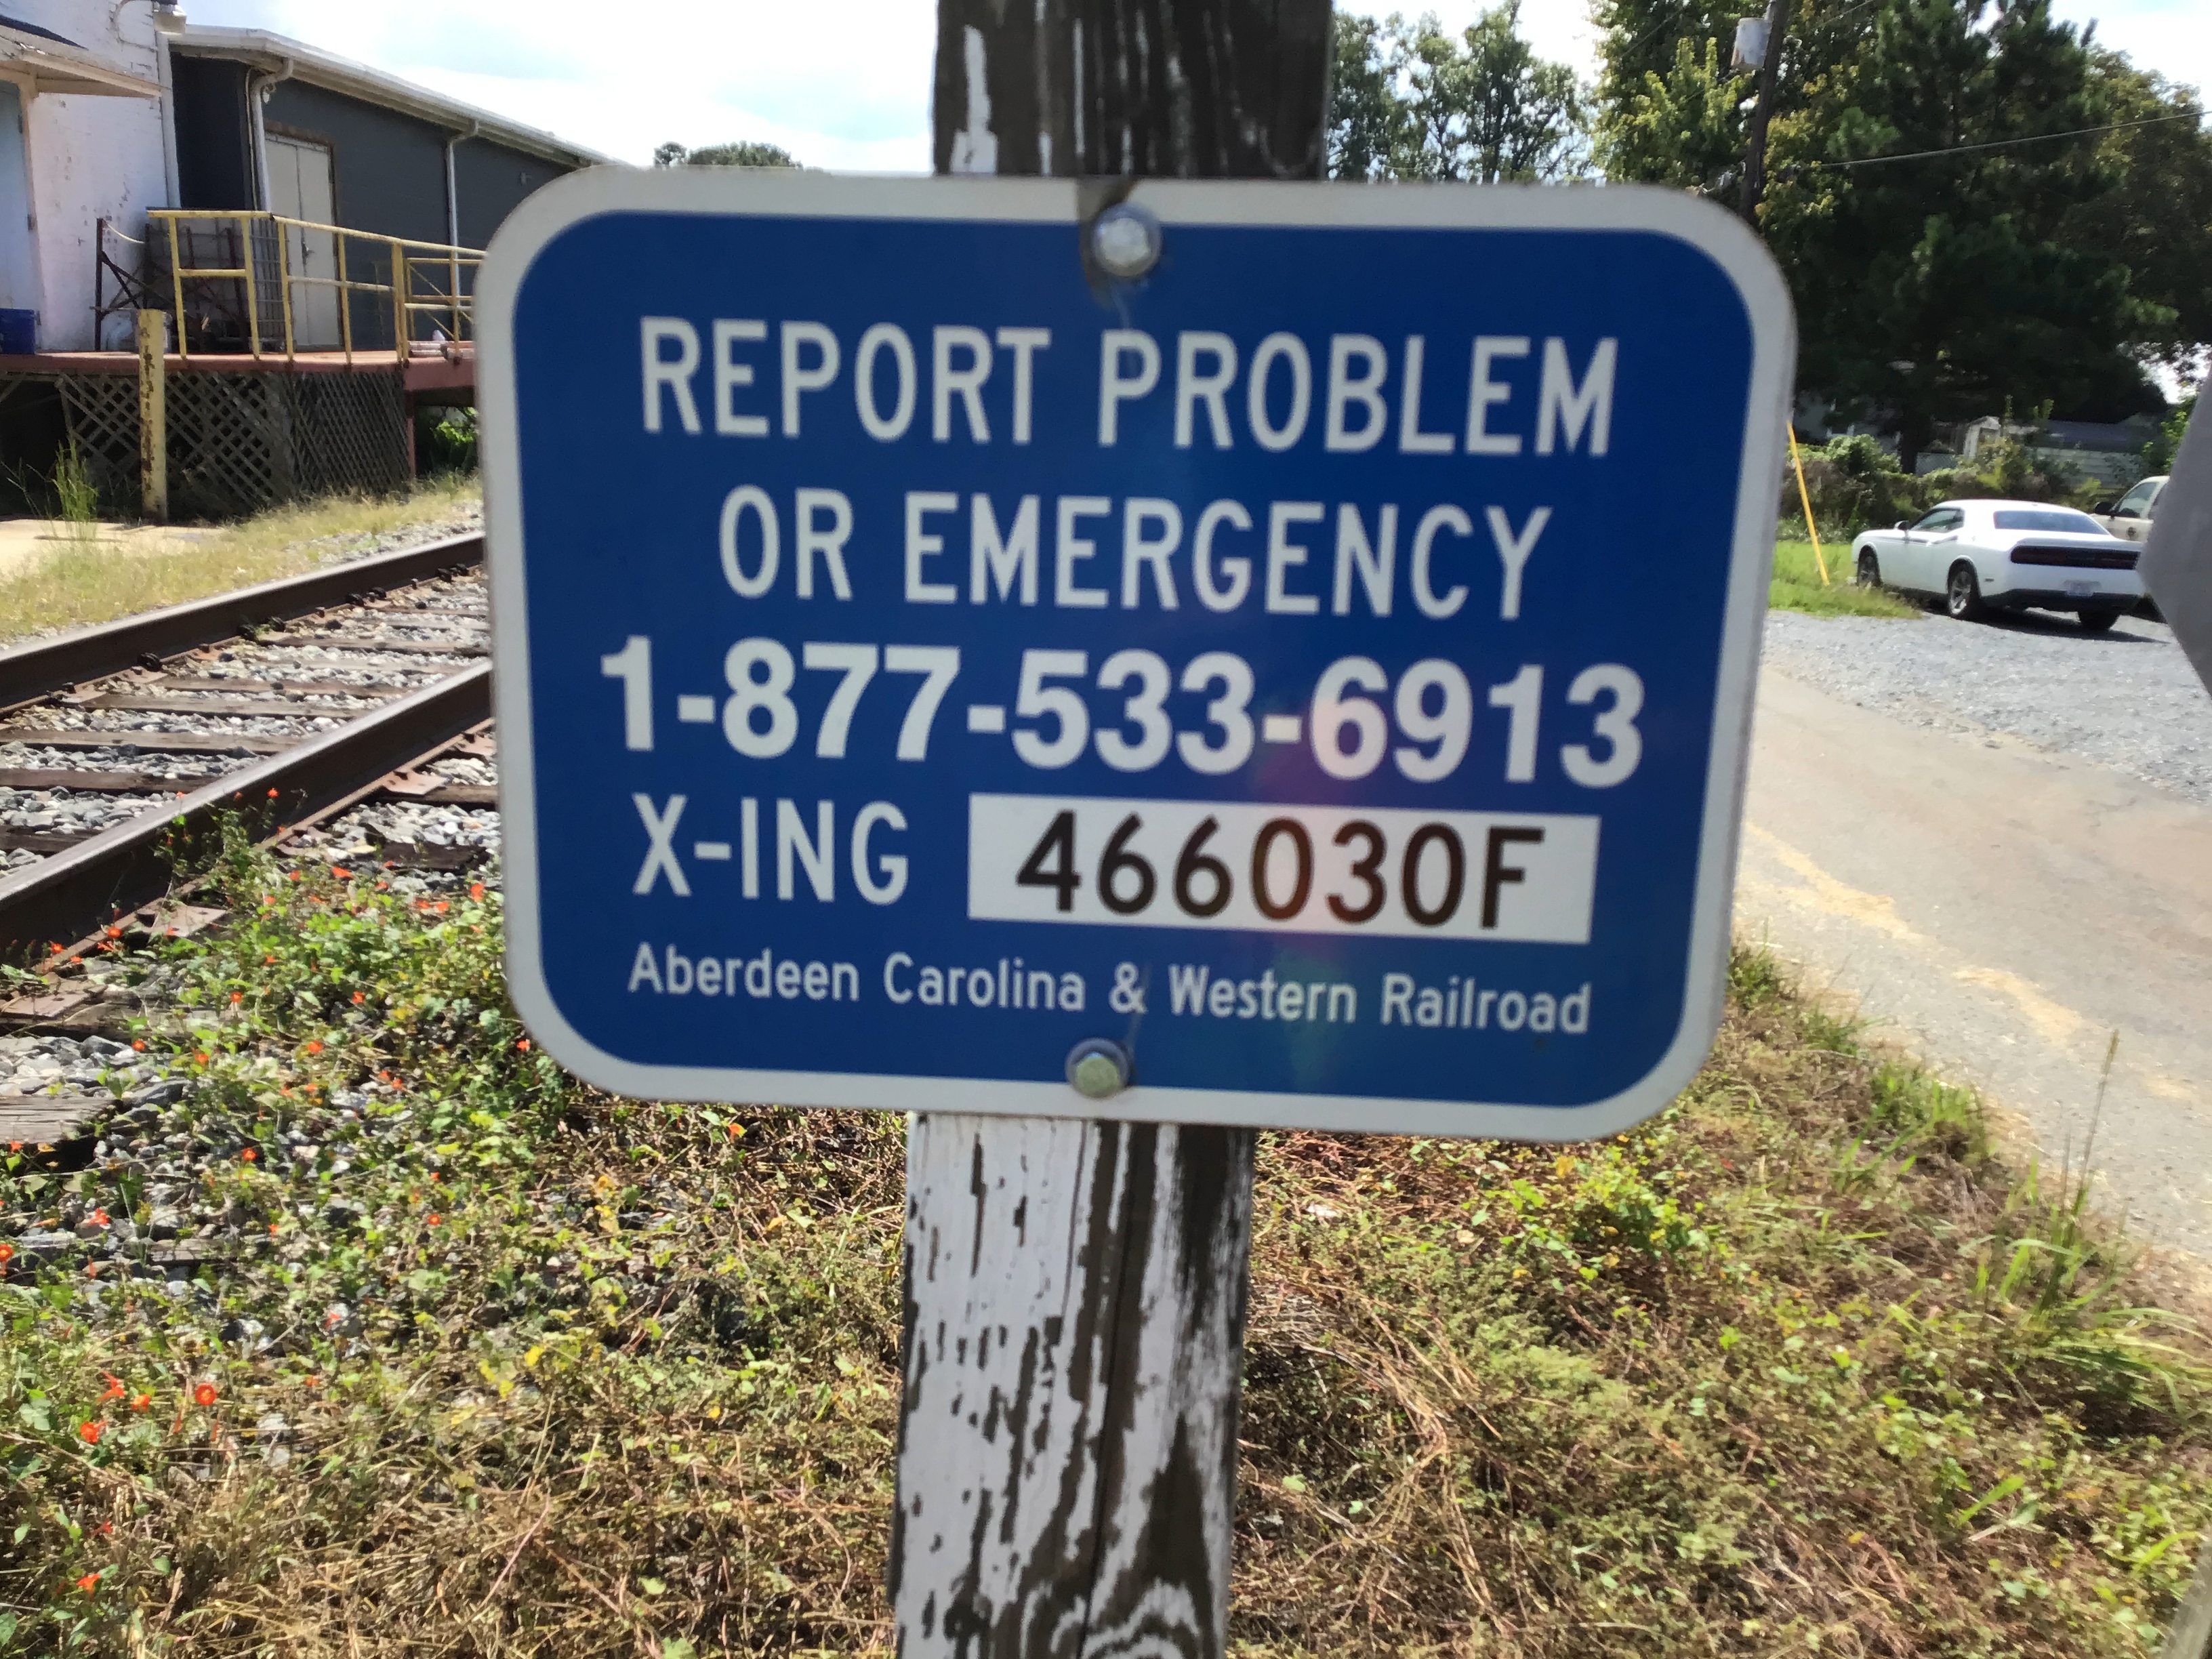 REPORT PROBLEM
OR EMERGENCY
1-877-533-6913
X-ING 466030F
Aberdeen Carolina & Western Railroad